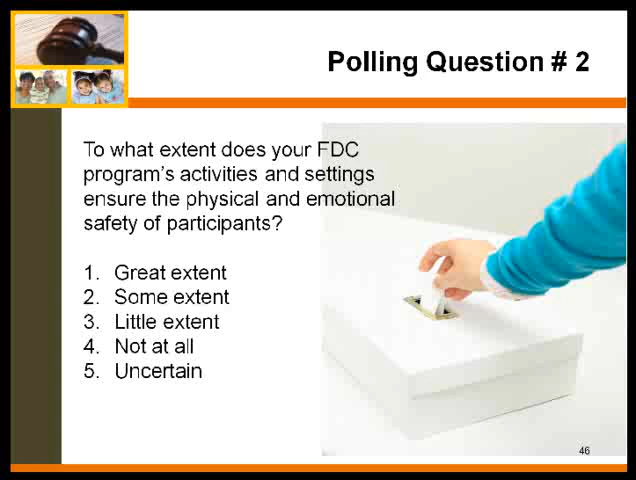 Polling Question # 2
To what extent does your FDC
program's activities and settings
ensure the physical and emotional
safety of participants?
1. Great extent
2. Some extent
3. Little extent
4. Not at all
5. Uncertain
46